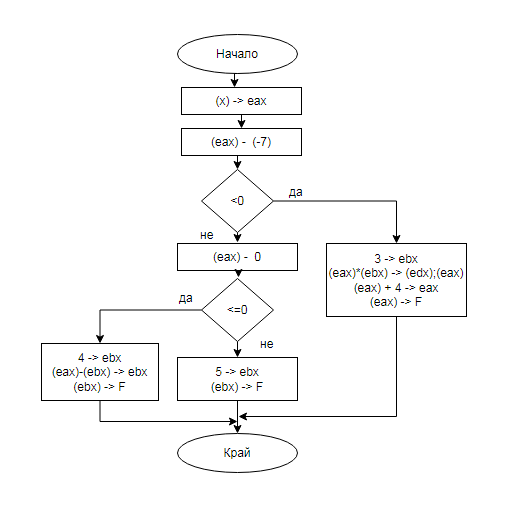 Начало
(x) -> eax
(eax) - (-7)
<0
да
не
(eax) - 0
3 -> ebx
(eax)*(ebx) -> (edx);(eax)
(eax) + 4 -> eax
(eax) -> F
да
<=0
не
4 -> ebx
(eax)-(ebx) -> ebx
(ebx) -> F
5 -> ebx
(ebx) -> F
Край